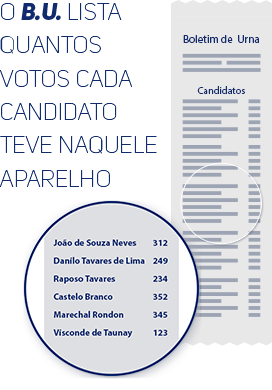 O B.U. LISTA
QUANTOS
VOTOS CADA
CANDIDATO
TEVE NAQUELE
APARELHO
Boletim de Urna
Candidatos
João de Souza Neves 312
Danilo Tavares de Lima 249
Raposo Tavares 234
Castelo Branco 352
Marechal Rondon 345
Visconde de Taunay 123